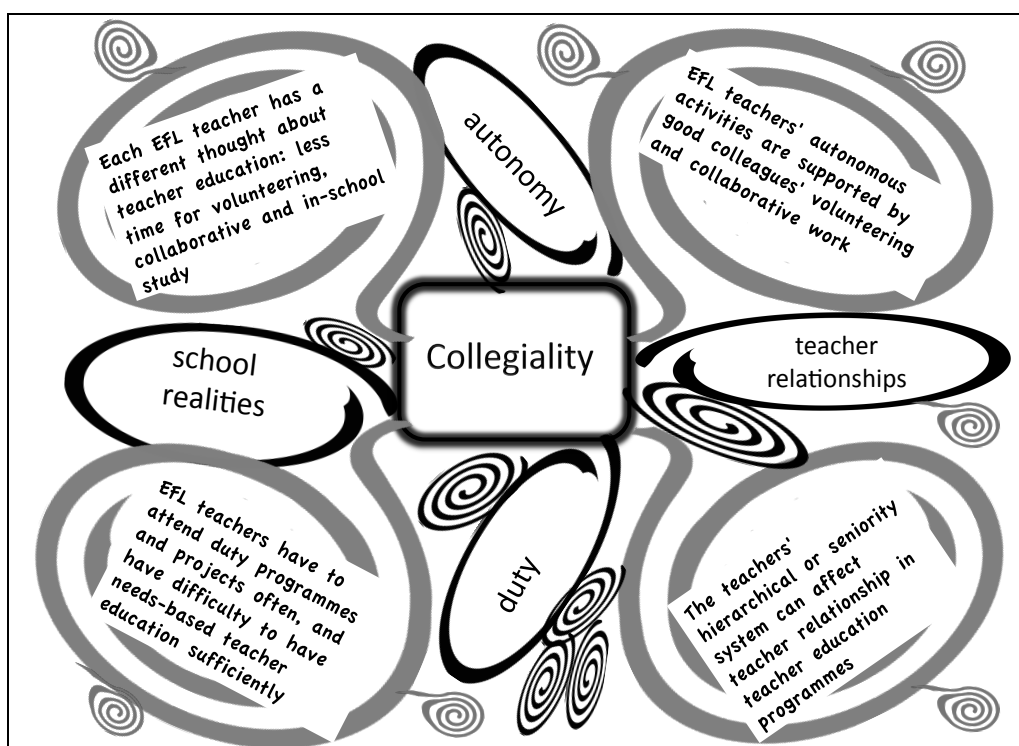 Each EFL teacher has a
different thought about
teacher education: less
time for volunteering,
collaborative and in-school
study
autonomy
EFL teachers' autonomous
activities are supported by
good colleagues' volunteering
and collaborative work
school
realities
Collegiality
teacher
relationships
EFL teachers have to
attend duty programmes
and projects often, and
have difficulty to have
needs-based teacher
education sufficiently
duty
The teachers'
hierarchical or seniority
system can affect
teacher relationship in
teacher education
programmes